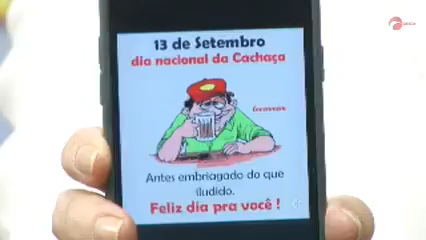 13 de Setembro
dia nacional da Cachaça
Antes embriagado do que
iludido.
Feliz dia pra você !